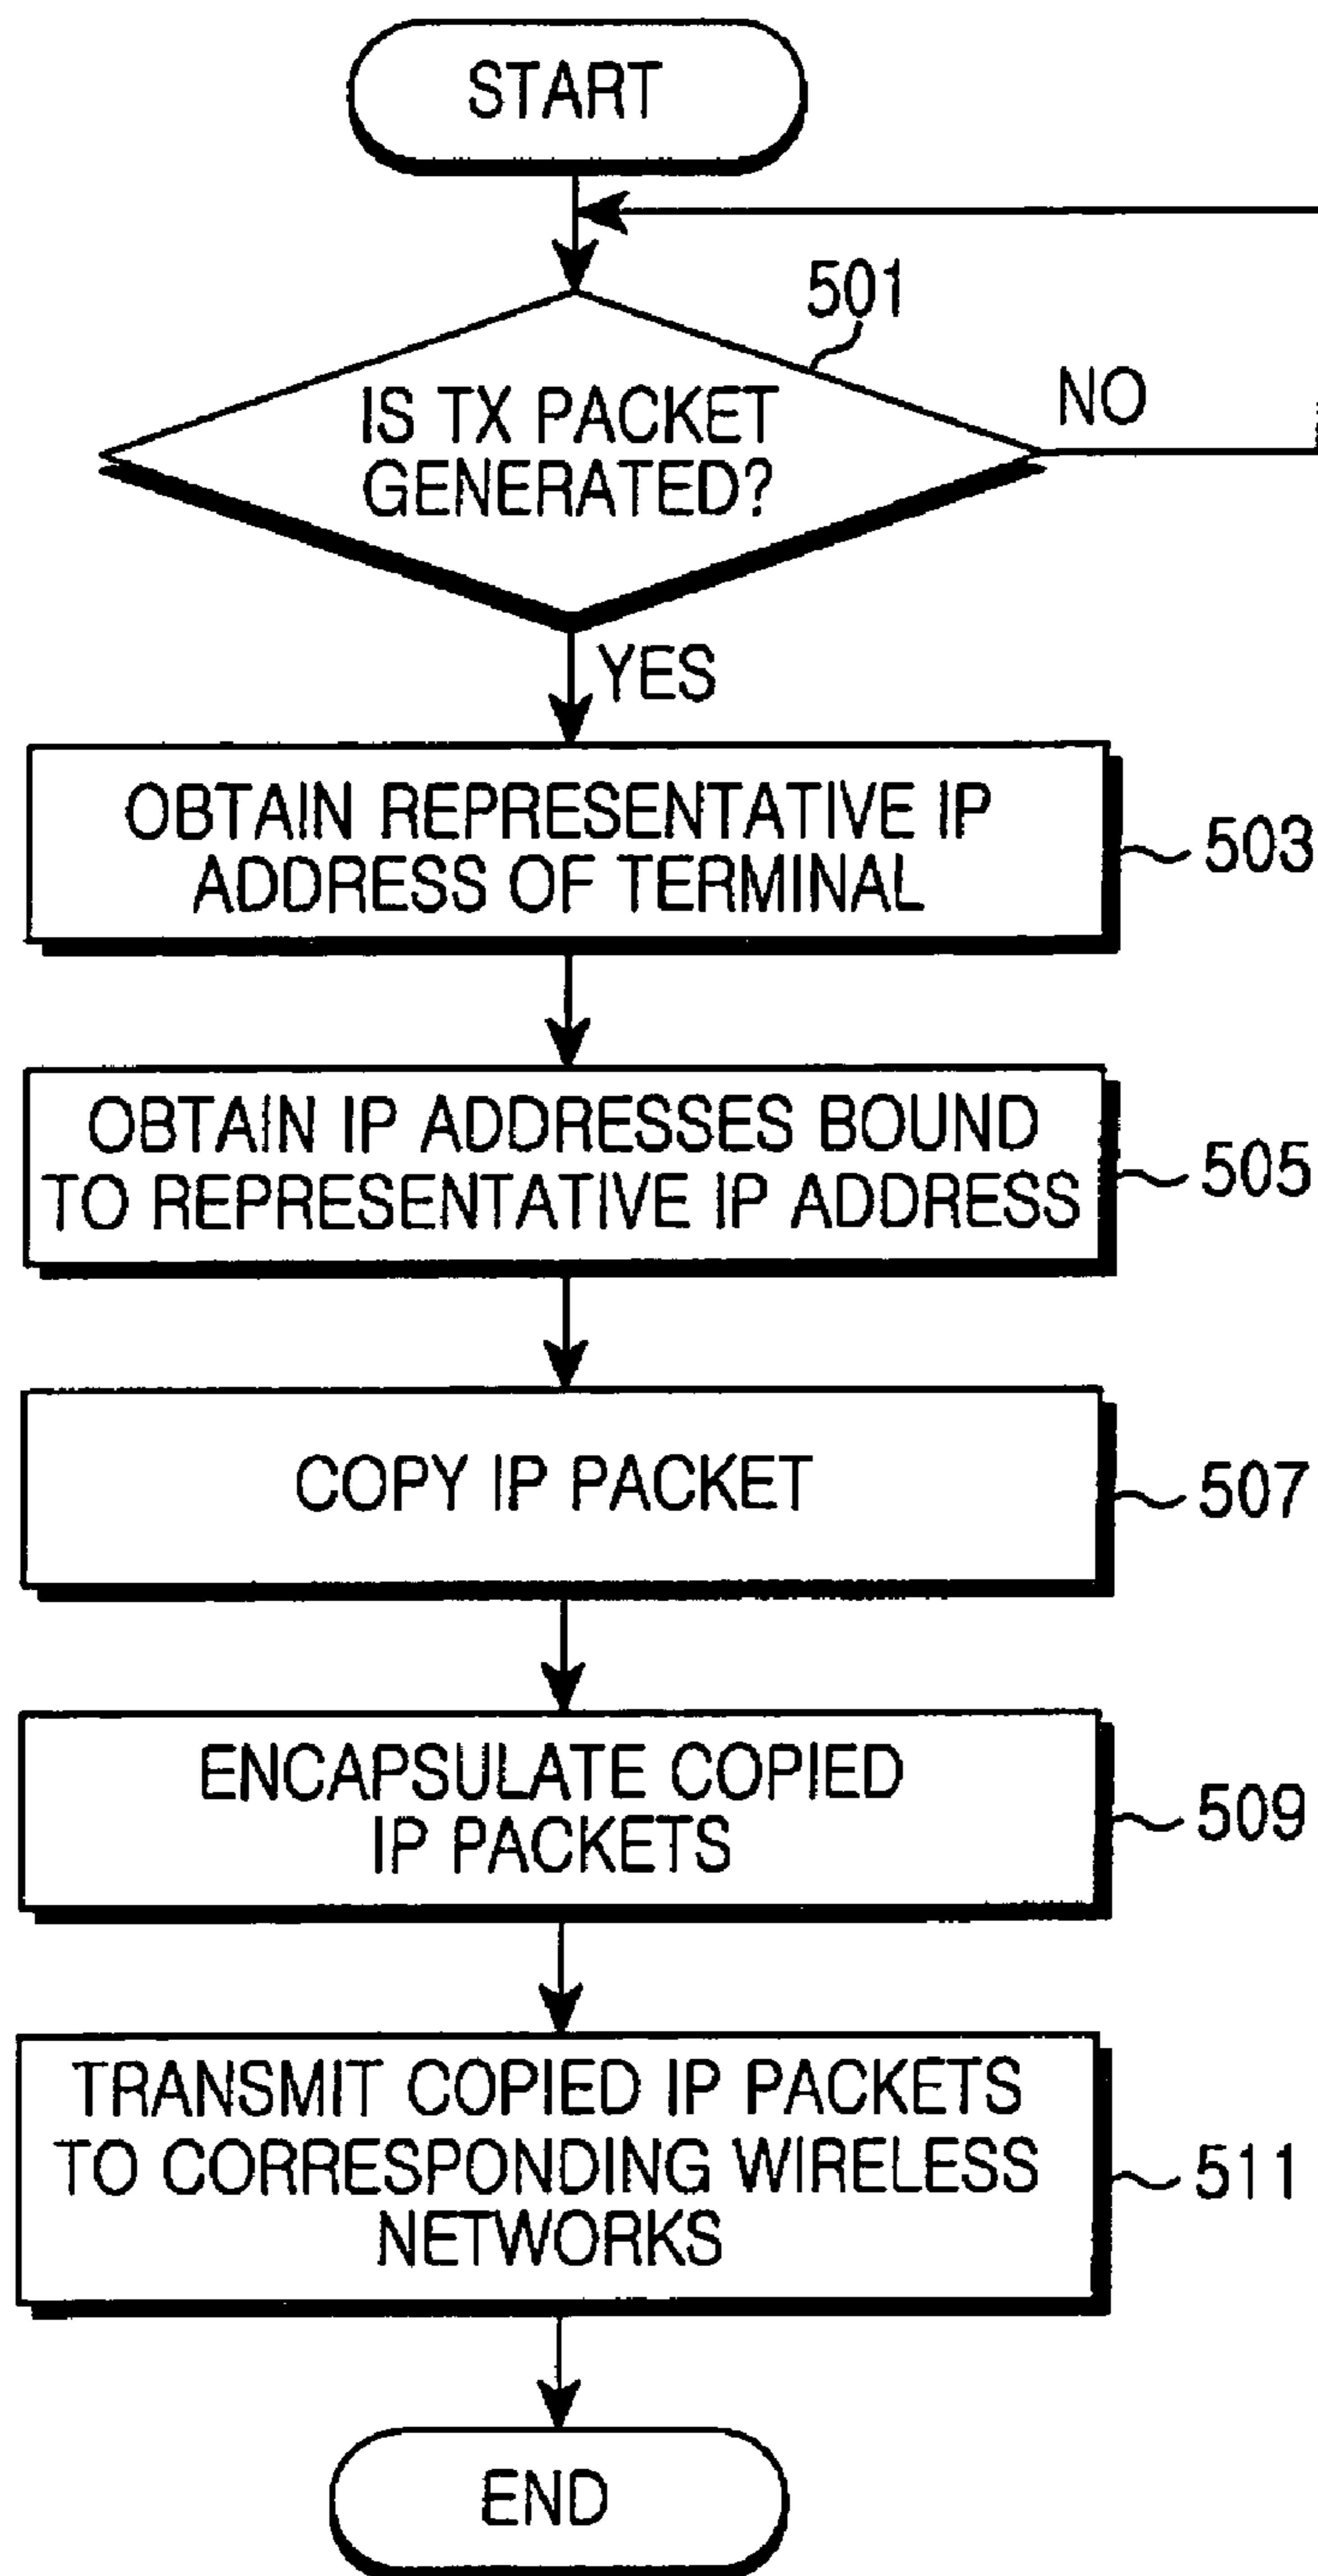 START
501
IS TX PACKET
GENERATED?
NO
YES
OBTAIN REPRESENTATIVE IP
ADDRESS OF TERMINAL
503
OBTAIN IP ADDRESSES BOUND
TO REPRESENTATIVE IP ADDRESS
505
COPY IP PACKET
507
ENCAPSULATE COPIED
IP PACKETS
509
TRANSMIT COPIED IP PACKETS
TO CORRESPONDING WIRELESS
NETWORKS
511
END